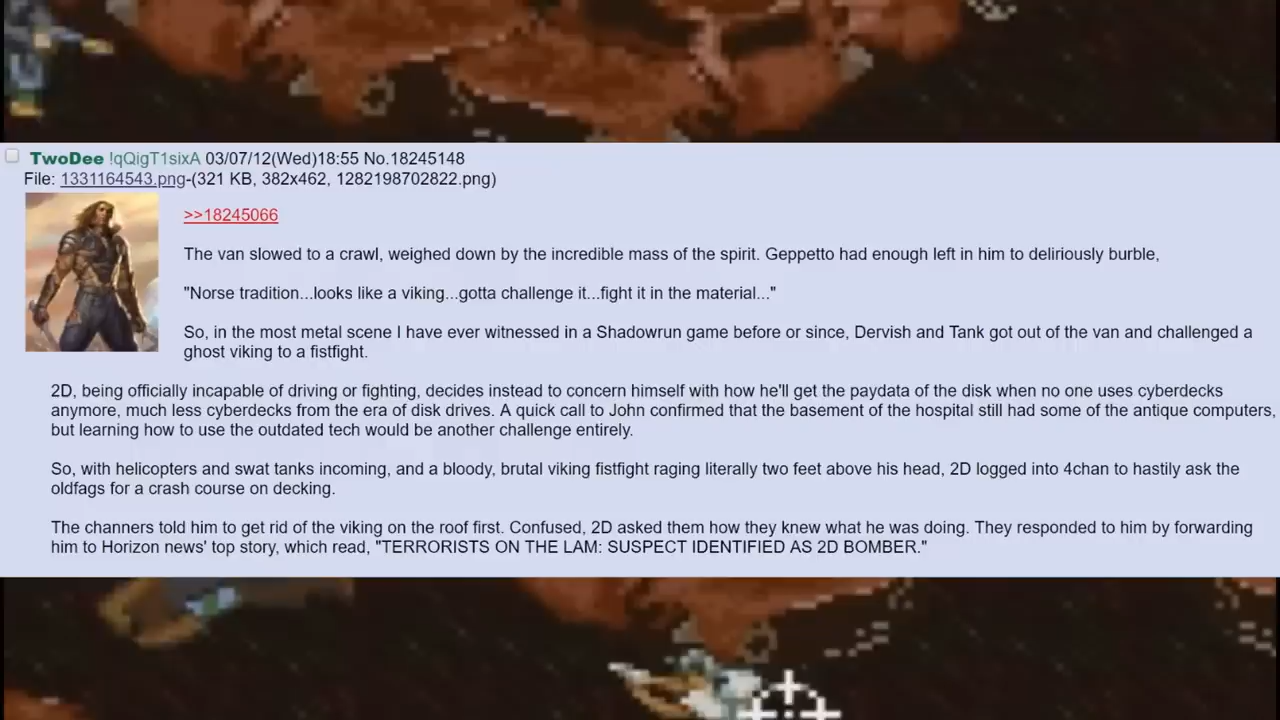 TwoDee !qQigT1sixA 03/07/12(Wed)18:55 No.18245148
File: 1331164543.png-(321 KB, 382x462, 1282198702822.png)
>>18245066
The van slowed to a crawl, weighed down by the incredible mass of the spirit. Geppetto had enough left in him to deliriously burble,
"Norse tradition...looks like a viking...gotta challenge it...fight it in the material..."
So, in the most metal scene I have ever witnessed in a Shadowrun game before or since, Dervish and Tank got out of the van and challenged a
ghost viking to a fistfight.
2D, being officially incapable of driving or fighting, decides instead to concern himself with how he'll get the paydata of the disk when no one uses cyberdecks
anymore, much less cyberdecks from the era of disk drives. A quick call to John confirmed that the basement of the hospital still had some of the antique computers,
but learning how to use the outdated tech would be another challenge entirely.
So, with helicopters and swat tanks incoming, and a bloody, brutal viking fistfight raging literally two feet above his head, 2D logged into 4chan to hastily ask the
oldfags for a crash course on decking.
The channers told him to get rid of the viking on the roof first. Confused, 2D asked them how they knew what he was doing. They responded to him by forwarding
him to Horizon news' top story, which read, "TERRORISTS ON THE LAM: SUSPECT IDENTIFIED AS 2D BOMBER."